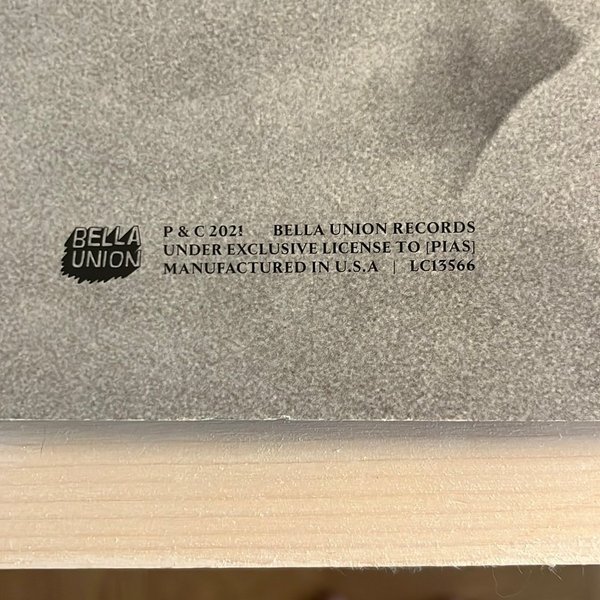 BELLA
UNION
P & C 2021 BELLA UNION RECORDS
UNDER EXCLUSIVE LICENSE TO [PIAS]
MANUFACTURED IN U.S.A | LC13566